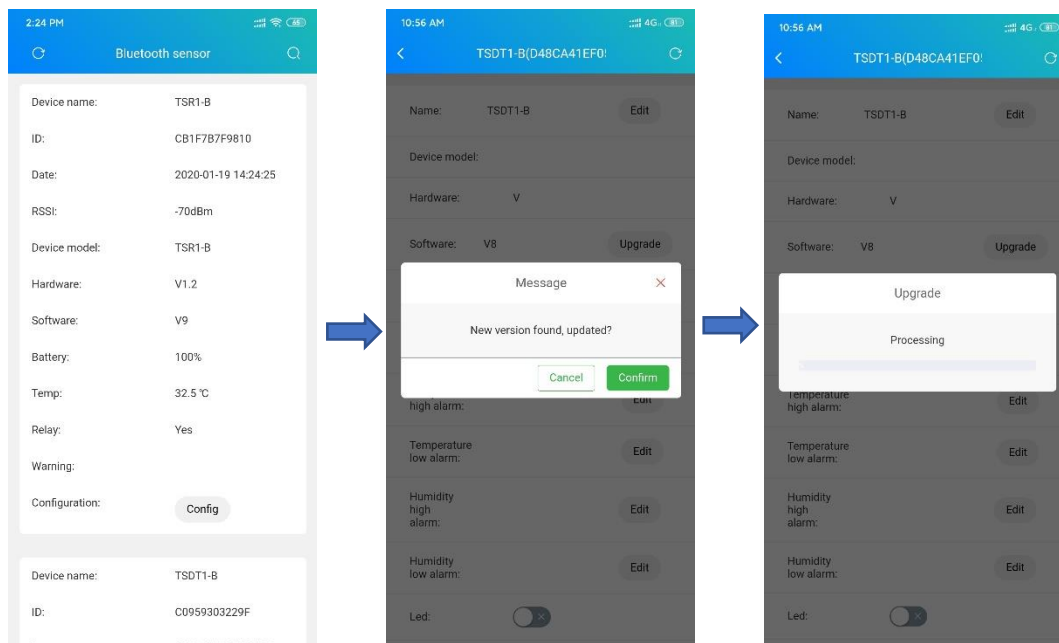 2:24 PM
65
Bluetooth sensor
Device name: TSR1-B
ID: CB1F7B7F9810
Date: 2020-01-19 14:24:25
RSSI: -70dBm
Device model: TSR1-B
Hardware: V1.2
Software: V9
Battery: 100%
Temp: 32.5 ℃
Relay: Yes
Warning:
Configuration: Config
Device name: TSDT1-B
ID: C0959303229F
10:56 AM 4G
TSDT1-B(D48CA41EF0
Name: TSDT1-B Edit
Device model:
Hardware: V
Software: V8 Upgrade
Message
New version found, updated?
Cancel Confirm
high alarm: Edit
Temperature
low alarm: Edit
Humidity
high
alarm: Edit
Humidity
low alarm: Edit
Led:
10:56 AM 4G
TSDT1-B(D48CA41EF0
Name: TSDT1-B Edit
Device model:
Hardware: V
Software: V8 Upgrade
Upgrade
Processing
Temperature
high alarm: Edit
Temperature
low alarm: Edit
Humidity
high
alarm: Edit
Humidity
low alarm: Edit
Led: